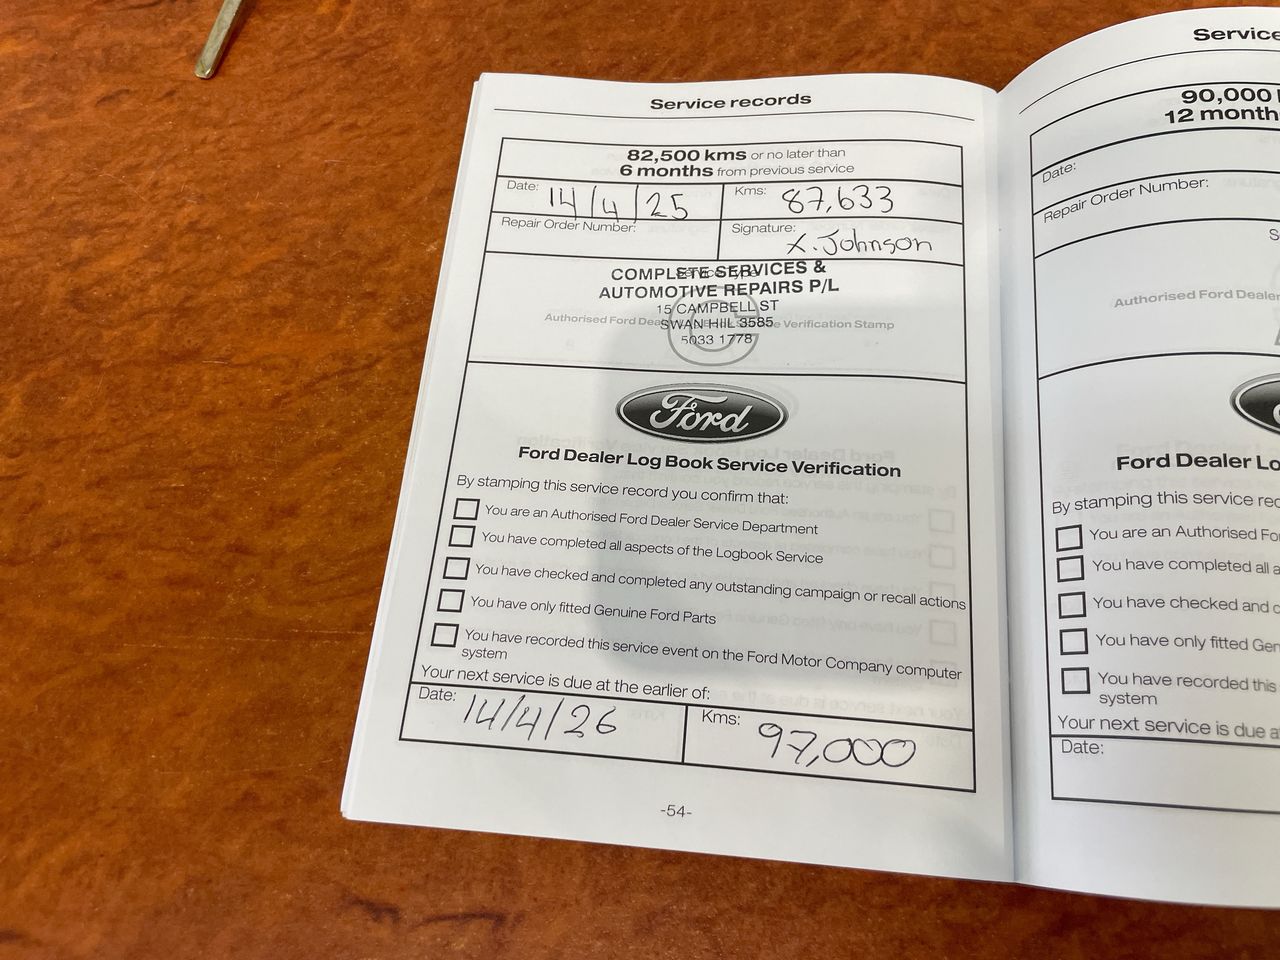 Service records
82,500 kms or no later than
6 months from previous service
Date: 14/4/25 Kms: 87,633
Repair Order Number: Signature: X. Johnson
Service Type
COMPLETE SERVICES &
AUTOMOTIVE REPAIRS P/L
15 CAMPBELL ST
Authorised Ford Dealer Service Verification Stamp
SWAN HIIL 3585
5033 1778
C
Ford
Ford Dealer Log Book Service Verification
By stamping this service record you confirm that:
You are an Authorised Ford Dealer Service Department
You have completed all aspects of the Logbook Service
You have checked and completed any outstanding campaign or recall actions
You have only fitted Genuine Ford Parts
You have recorded this service event on the Ford Motor Company computer
system
Your next service is due at the earlier of:
Date: 14/4/26 Kms: 97,000
-54-
Service
90,000
12 month
Date:
Repair Order Number:
S
Authorised Ford Dealer
Ford Dealer Lo
By stamping this service rec
You are an Authorised Fo
You have completed all a
You have checked and c
You have only fitted Gen
You have recorded this
system
Your next service is due a
Date: